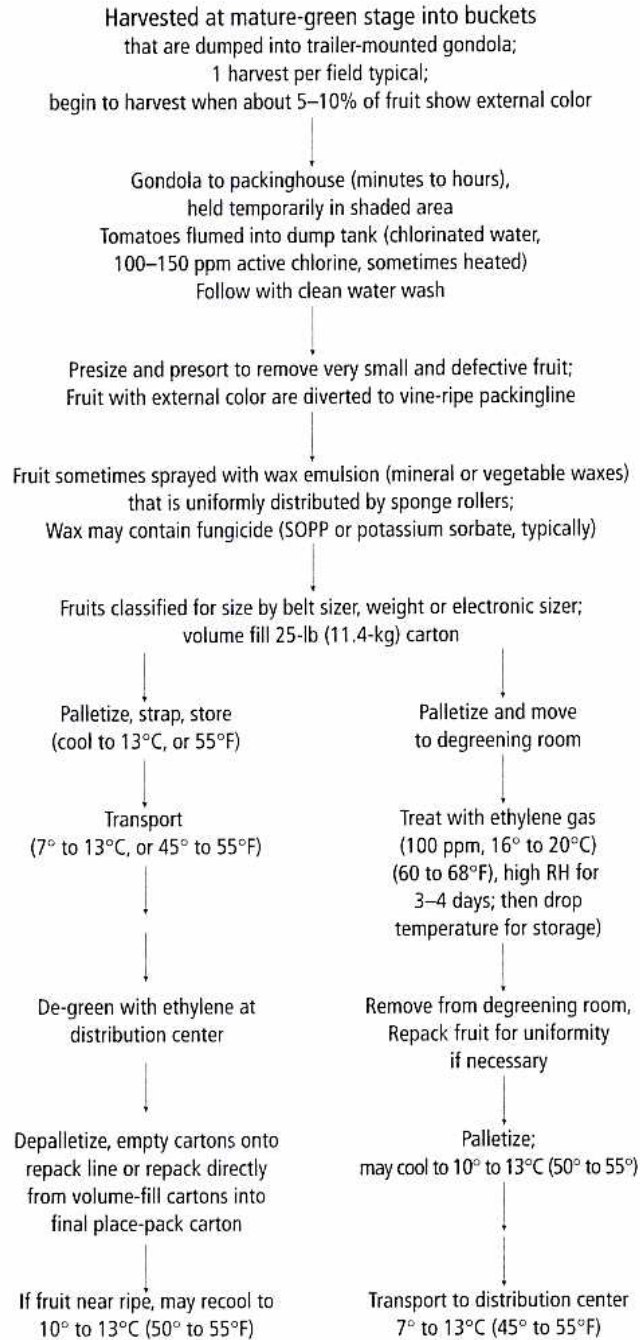 Harvested at mature-green stage into buckets
that are dumped into trailer-mounted gondola;
1 harvest per field typical;
begin to harvest when about 5–10% of fruit show external color
Gondola to packinghouse (minutes to hours),
held temporarily in shaded area
Tomatoes flumed into dump tank (chlorinated water,
100–150 ppm active chlorine, sometimes heated)
Follow with clean water wash
Presize and presort to remove very small and defective fruit;
Fruit with external color are diverted to vine-ripe packingline
Fruit sometimes sprayed with wax emulsion (mineral or vegetable waxes)
that is uniformly distributed by sponge rollers;
Wax may contain fungicide (SOPP or potassium sorbate, typically)
Fruits classified for size by belt sizer, weight or electronic sizer;
volume fill 25-lb (11.4-kg) carton
Palletize, strap, store
(cool to 13°C, or 55°F)
Transport
(7° to 13°C, or 45° to 55°F)
De-green with ethylene at
distribution center
Depalletize, empty cartons onto
repack line or repack directly
from volume-fill cartons into
final place-pack carton
If fruit near ripe, may recool to
10° to 13°C (50° to 55°F)
Palletize and move
to degreening room
Treat with ethylene gas
(100 ppm, 16° to 20°C)
(60 to 68°F), high RH for
3–4 days; then drop
temperature for storage)
Remove from degreening room,
Repack fruit for uniformity
if necessary
Palletize;
may cool to 10° to 13°C (50° to 55°)
Transport to distribution center
7° to 13°C (45° to 55°F)